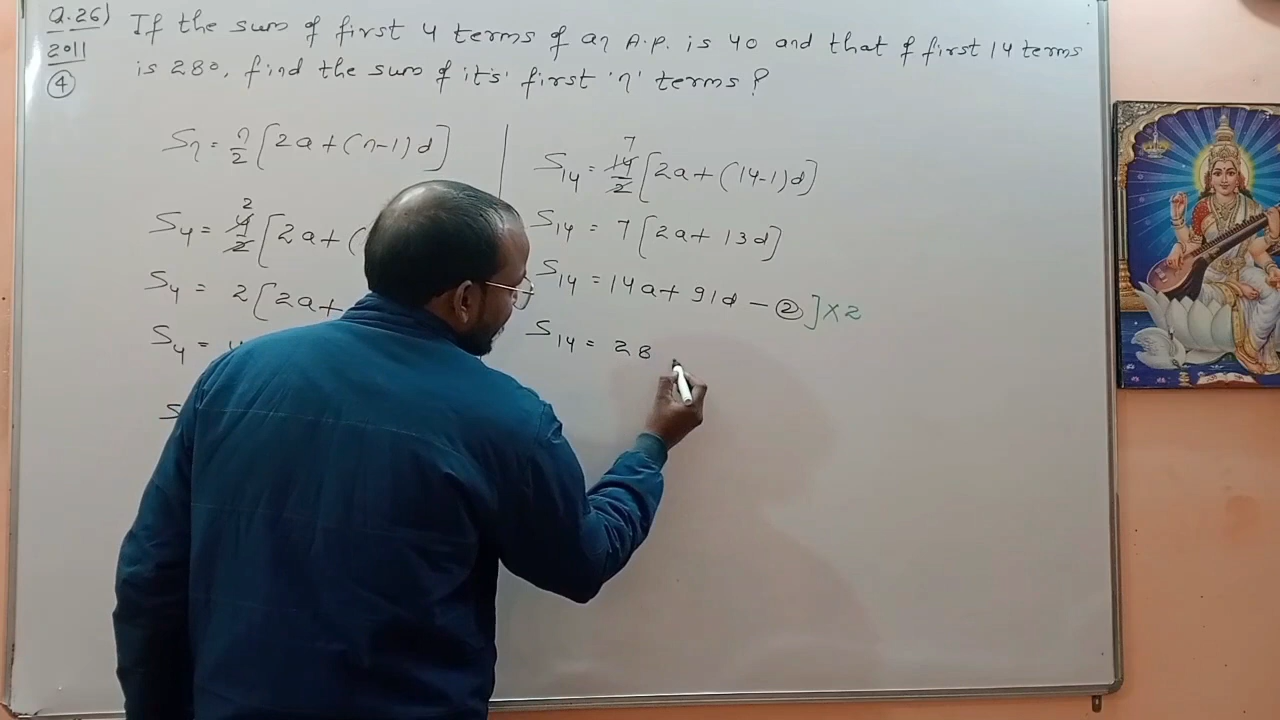 Q.26) If the sum of first 4 terms of an A.P. is 40 and that of first 14 terms
2011 is 280, find the sum of it's first 'n' terms ?
④
Sn = n/2 [2a + (n-1)d]
S4 = 4/2 2 [2a + (
S4 = 2[2a+
S4 =
S
S14 = 14/2 7 [2a + (14-1)d]
S14 = 7 [2a + 13d]
S14 = 14a + 91d - ② ] x 2
S14 = 28